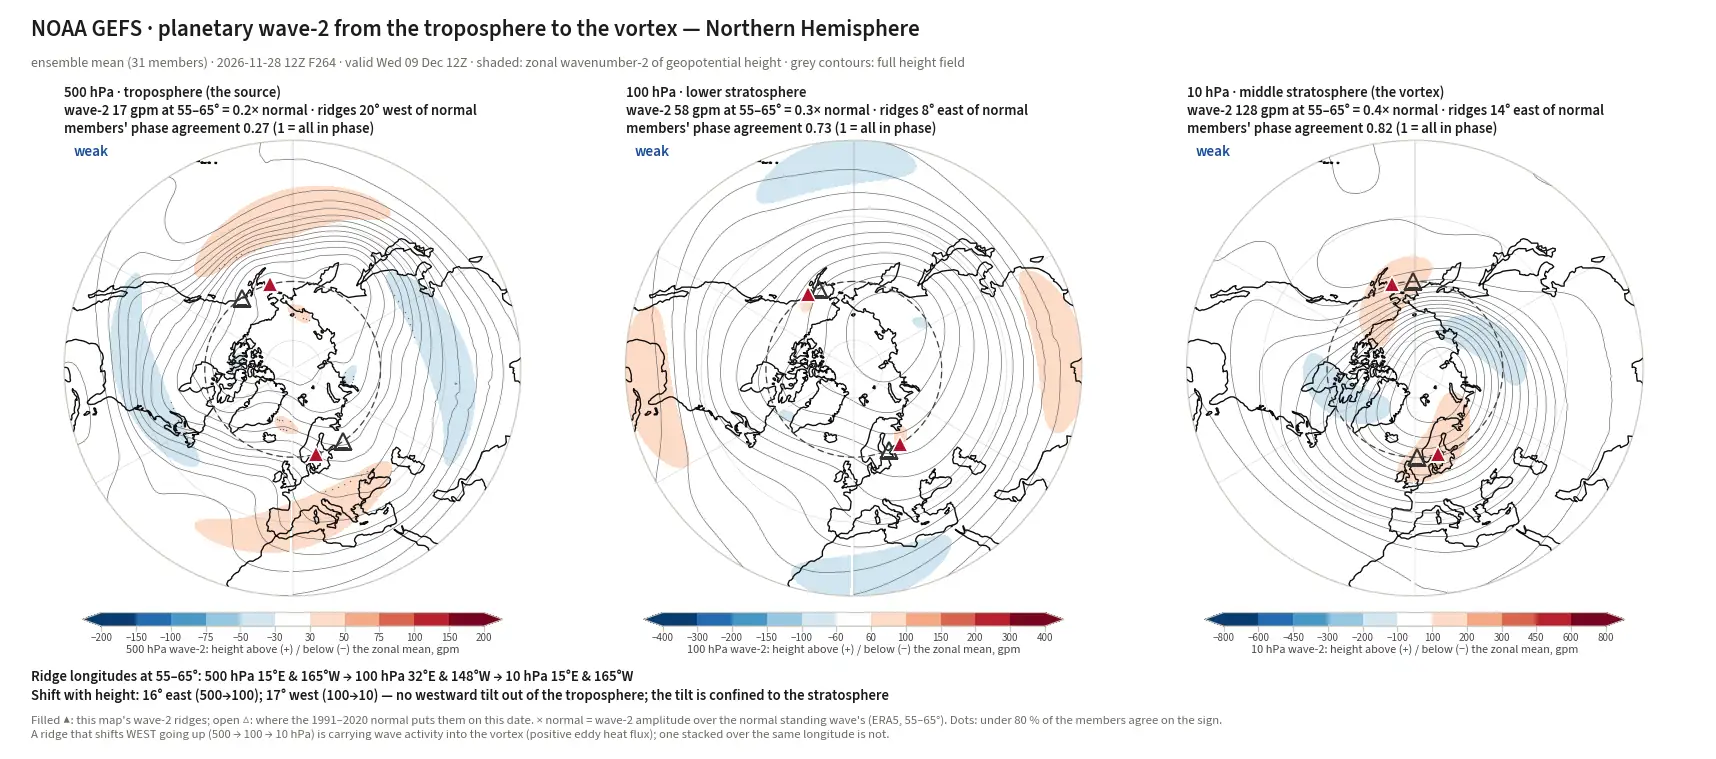 NOAA GEFS · planetary wave-2 from the troposphere to the vortex — Northern Hemisphere
ensemble mean (31 members) · 2026-11-28 12Z F264 · valid Wed 09 Dec 12Z · shaded: zonal wavenumber-2 of geopotential height · grey contours: full height field
500 hPa · troposphere (the source)
wave-2 17 gpm at 55–65° = 0.2× normal · ridges 20° west of normal
members' phase agreement 0.27 (1 = all in phase)
weak
100 hPa · lower stratosphere
wave-2 58 gpm at 55–65° = 0.3× normal · ridges 8° east of normal
members' phase agreement 0.73 (1 = all in phase)
weak
10 hPa · middle stratosphere (the vortex)
wave-2 128 gpm at 55–65° = 0.4× normal · ridges 14° east of normal
members' phase agreement 0.82 (1 = all in phase)
weak
−200 −150 −100 −75 −50 −30 30 50 75 100 150 200
500 hPa wave-2: height above (+) / below (−) the zonal mean, gpm
−400 −300 −200 −150 −100 −60 60 100 150 200 300 400
100 hPa wave-2: height above (+) / below (−) the zonal mean, gpm
−800 −600 −450 −300 −200 −100 100 200 300 450 600 800
10 hPa wave-2: height above (+) / below (−) the zonal mean, gpm
Ridge longitudes at 55–65°: 500 hPa 15°E & 165°W → 100 hPa 32°E & 148°W → 10 hPa 15°E & 165°W
Shift with height: 16° east (500→100); 17° west (100→10) — no westward tilt out of the troposphere; the tilt is confined to the stratosphere
Filled ▲: this map's wave-2 ridges; open △: where the 1991–2020 normal puts them on this date. × normal = wave-2 amplitude over the normal standing wave's (ERA5, 55–65°). Dots: under 80 % of the members agree on the sign.
A ridge that shifts WEST going up (500 → 100 → 10 hPa) is carrying wave activity into the vortex (positive eddy heat flux); one stacked over the same longitude is not.